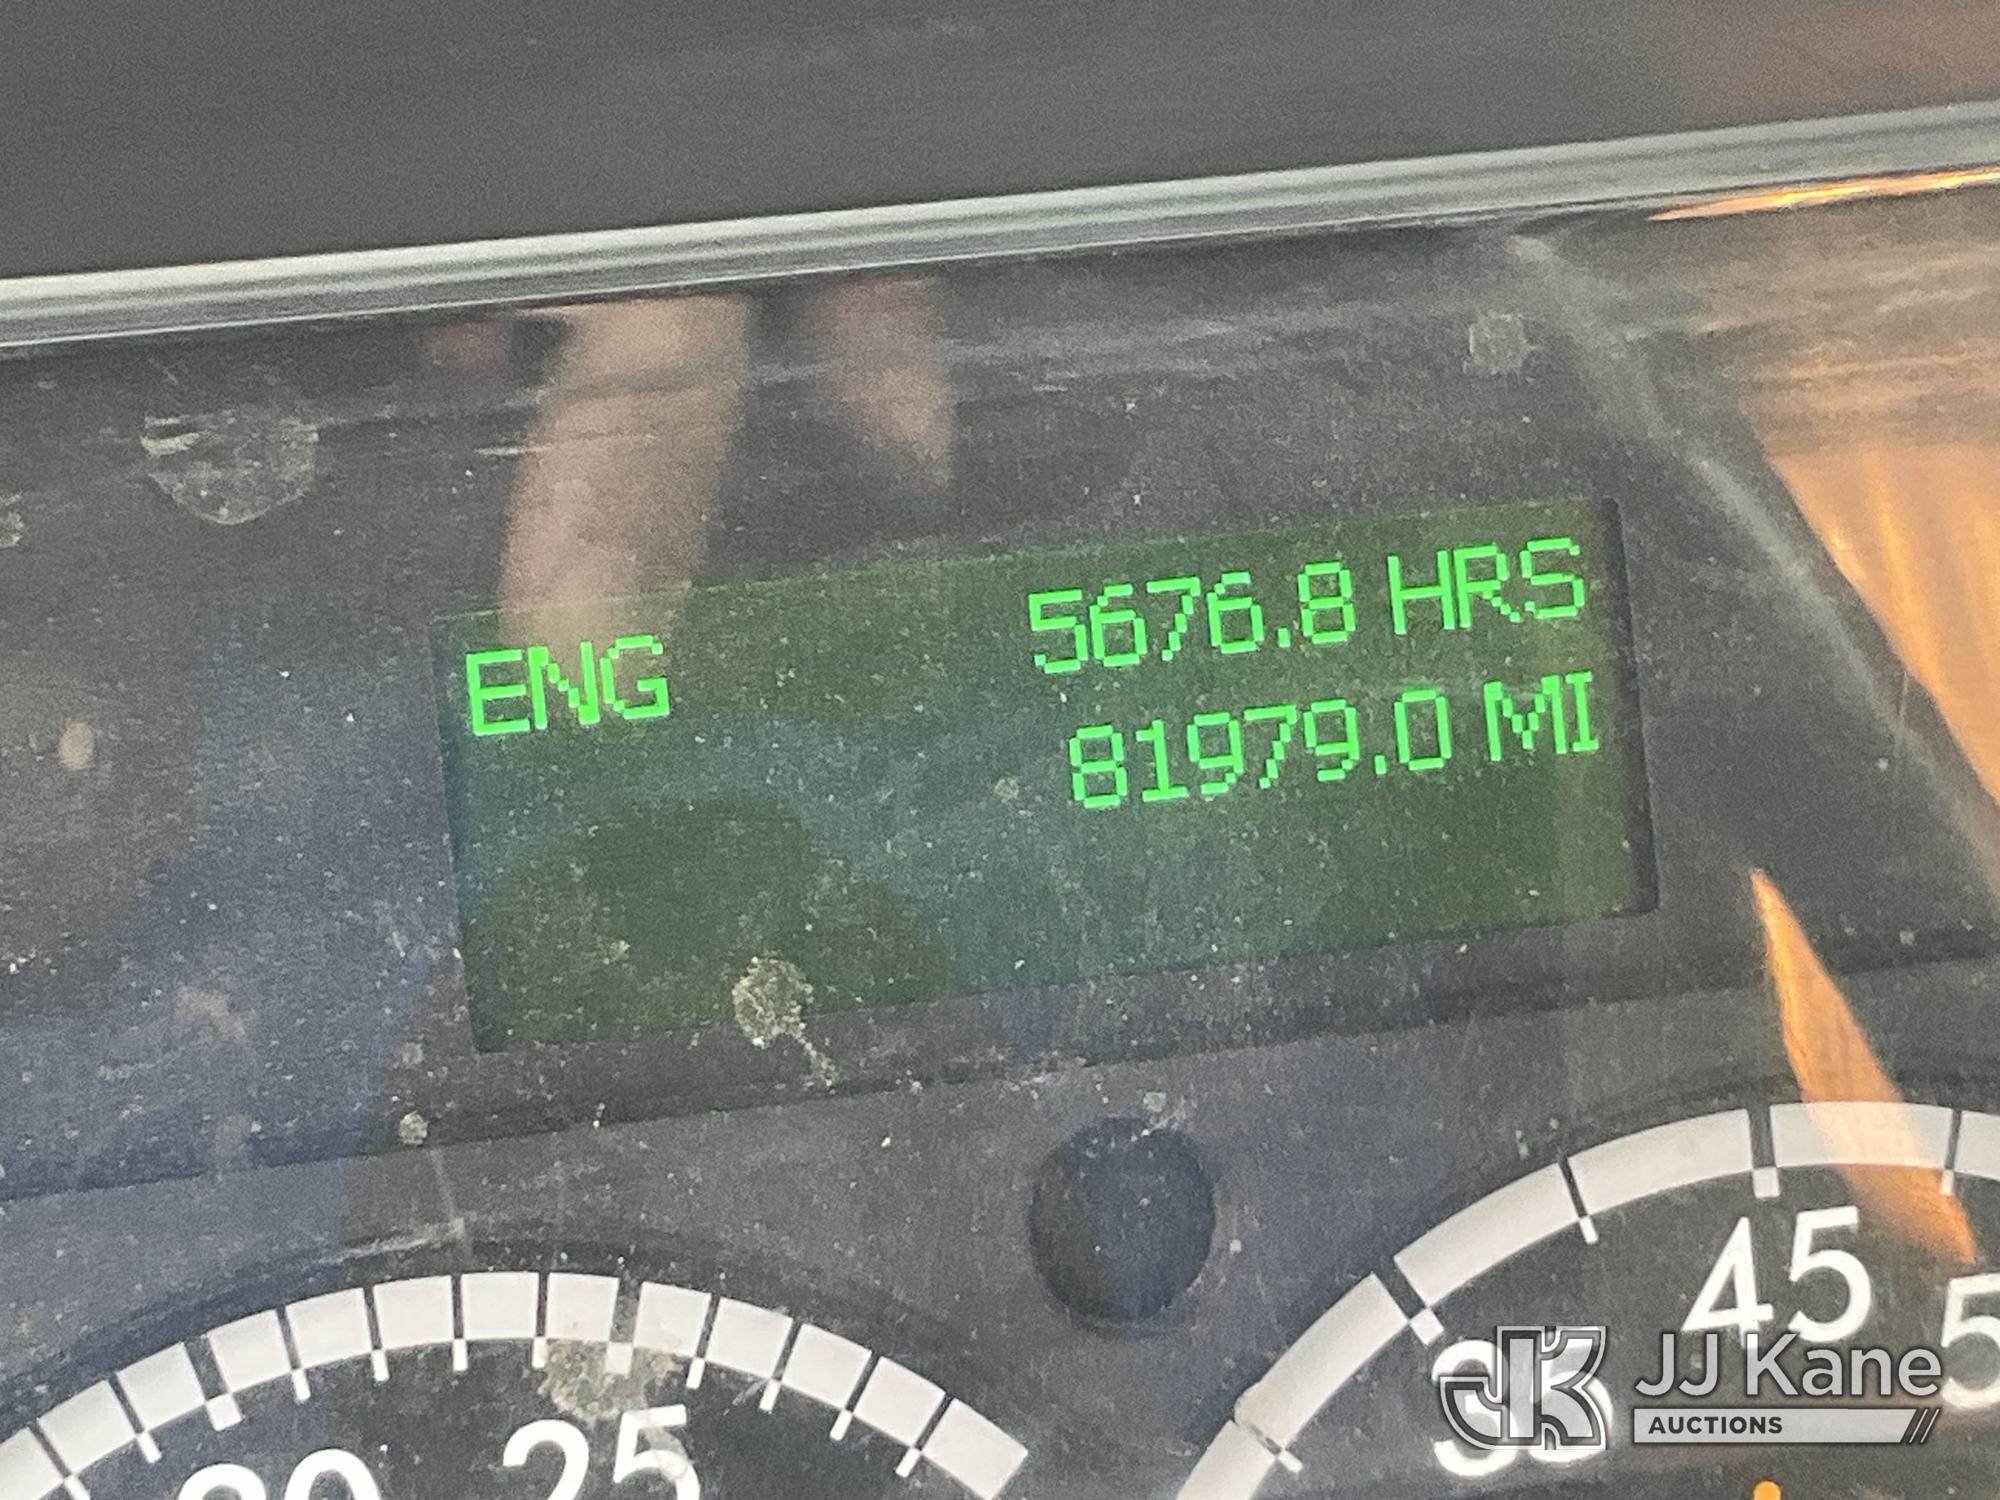 5676.8 HRS
ENG
81979.0 MI
45
25
JJ Kane
AUCTIONS